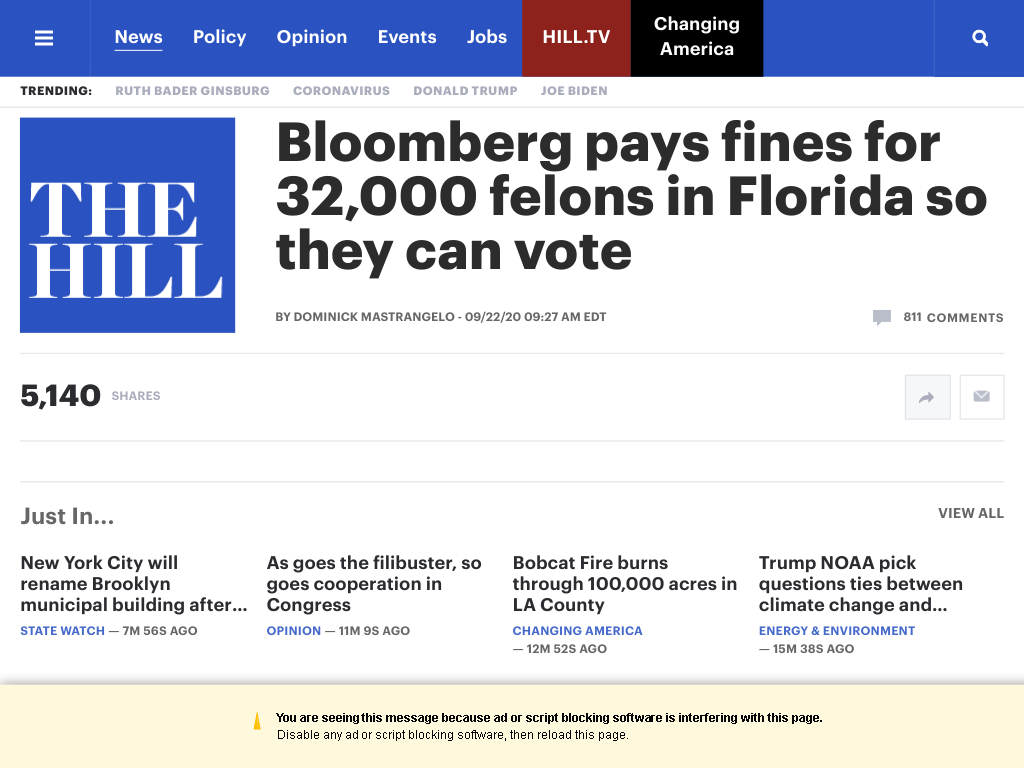 News Policy Opinion Events Jobs HILL.TV Changing
America
TRENDING: RUTH BADER GINSBURG CORONAVIRUS DONALD TRUMP JOE BIDEN
THE
HILL
Bloomberg pays fines for
32,000 felons in Florida so
they can vote
BY DOMINICK MASTRANGELO - 09/22/20 09:27 AM EDT
811 COMMENTS
5,140 SHARES
Just In...
VIEW ALL
New York City will
rename Brooklyn
municipal building after...
STATE WATCH — 7M 56S AGO
As goes the filibuster, so
goes cooperation in
Congress
OPINION — 11M 9S AGO
Bobcat Fire burns
through 100,000 acres in
LA County
CHANGING AMERICA
— 12M 52S AGO
Trump NOAA pick
questions ties between
climate change and...
ENERGY & ENVIRONMENT
— 15M 38S AGO
You are seeing this message because ad or script blocking software is interfering with this page.
Disable any ad or script blocking software, then reload this page.